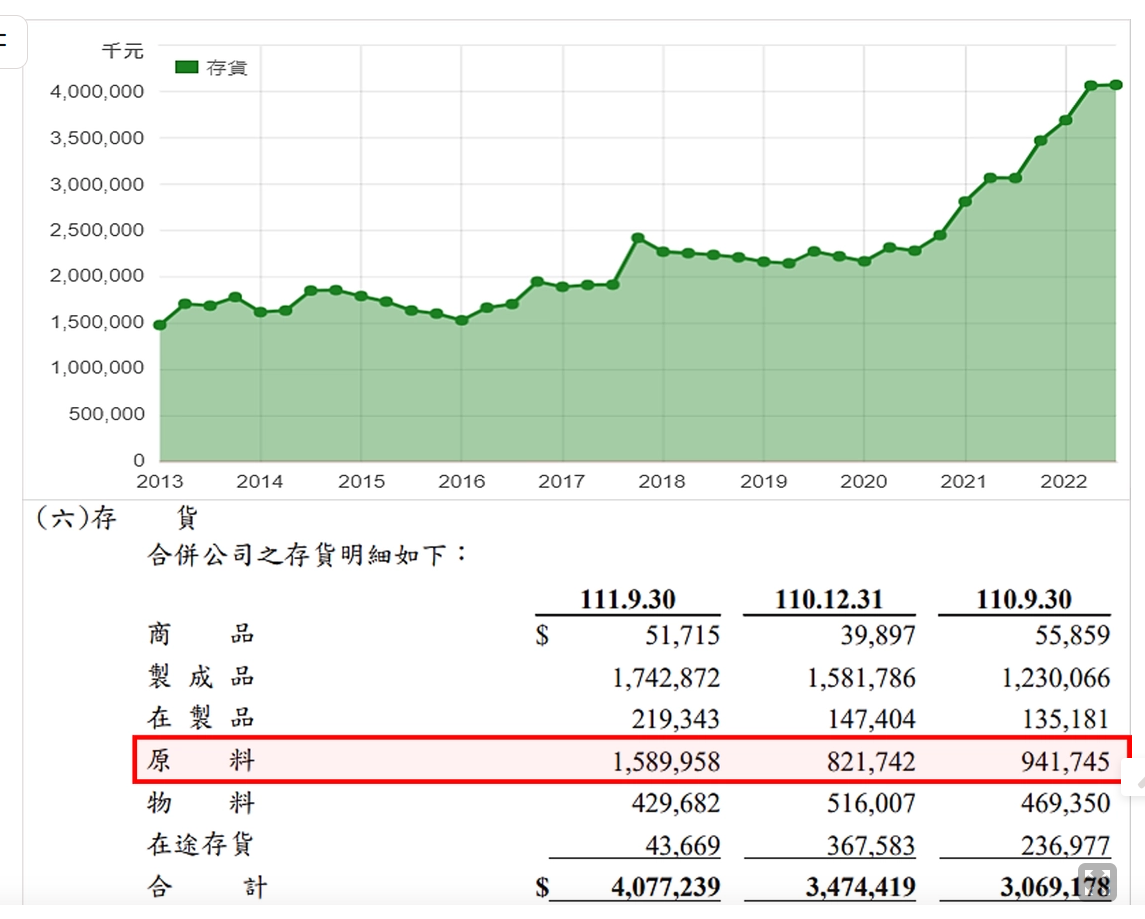 千元
存貨
4,000,000
3,500,000
3,000,000
2,500,000
2,000,000
1,500,000
1,000,000
500,000
0
2013 2014 2015 2016 2017 2018 2019 2020 2021 2022
(六)存 貨
合併公司之存貨明細如下：
111.9.30 110.12.31 110.9.30
商 品 $ 51,715 39,897 55,859
製 成 品 1,742,872 1,581,786 1,230,066
在 製 品 219,343 147,404 135,181
原 料 1,589,958 821,742 941,745
物 料 429,682 516,007 469,350
在途存貨 43,669 367,583 236,977
合 計 $ 4,077,239 3,474,419 3,069,178